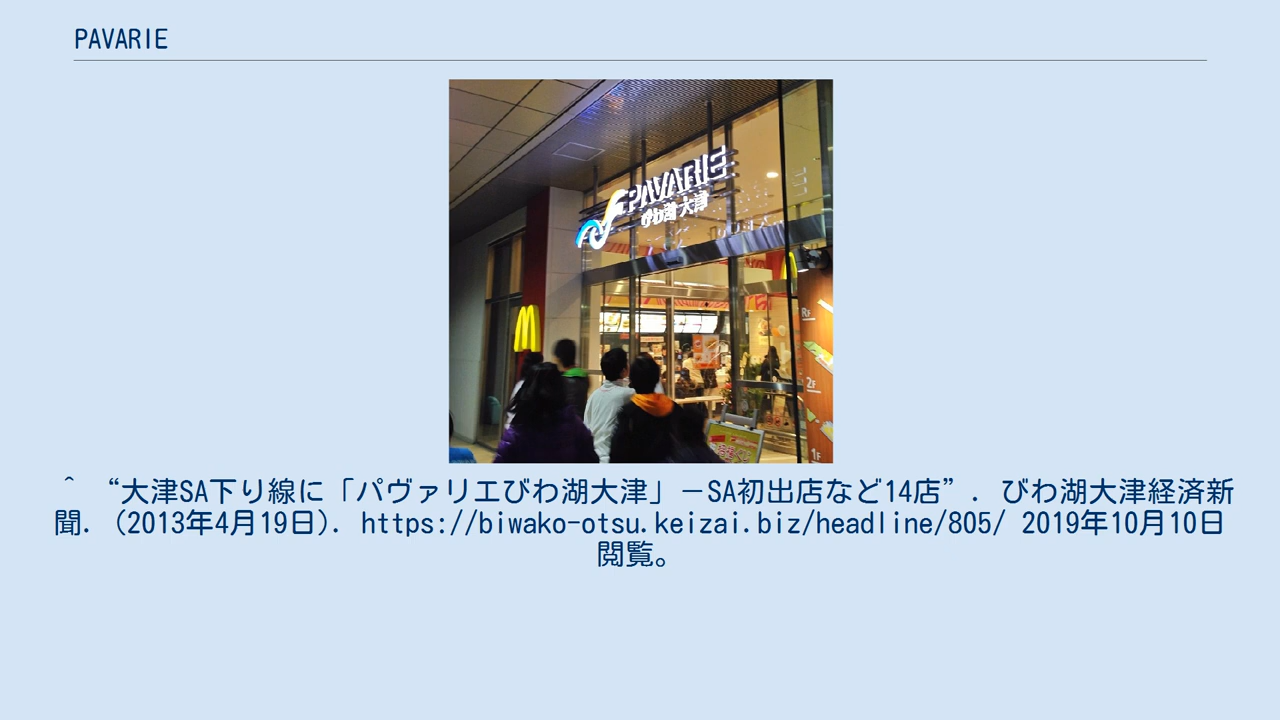 PAVARIE
PAVARIE
びわ湖大津
RF
2F
1F
^ “大津SA下り線に「パヴァリエびわ湖大津」－SA初出店など14店”. びわ湖大津経済新
聞. (2013年4月19日). https://biwako-otsu.keizai.biz/headline/805/ 2019年10月10日
閲覧。